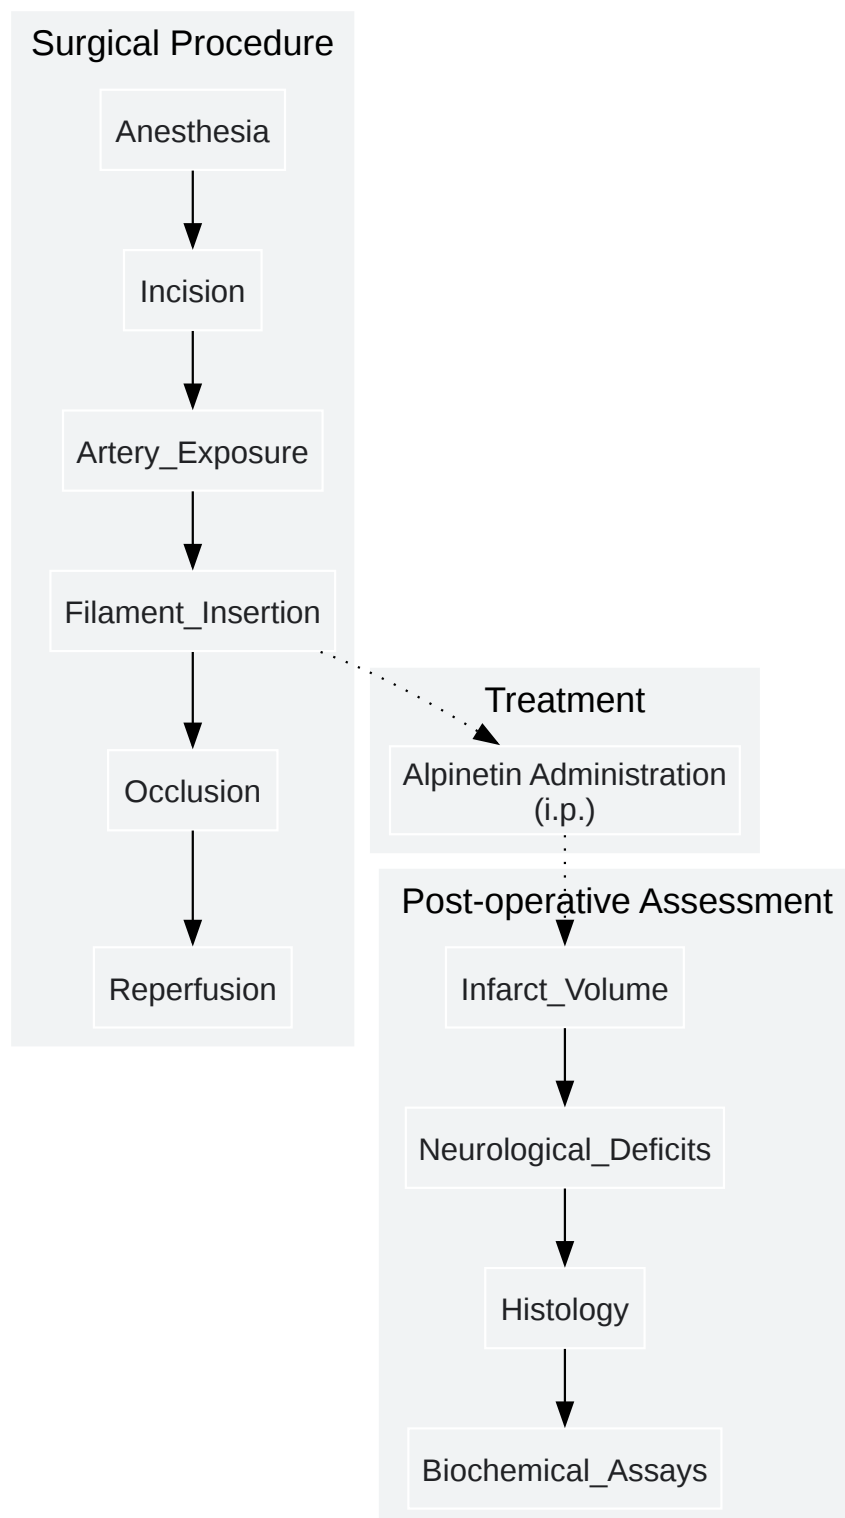 Surgical Procedure
Anesthesia
Incision
Artery_Exposure
Filament_Insertion
Occlusion
Reperfusion
Treatment
Alpinetin Administration
(i.p.)
Post-operative Assessment
Infarct_Volume
Neurological_Deficits
Histology
Biochemical_Assays